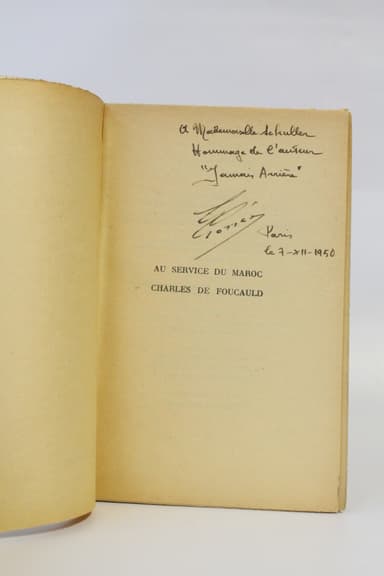 A Mademoiselle Schuller
Hommage de l'auteur
"Jamais Arrière"
Paris
le 7-XII-1950
AU SERVICE DU MAROC
CHARLES DE FOUCAULD